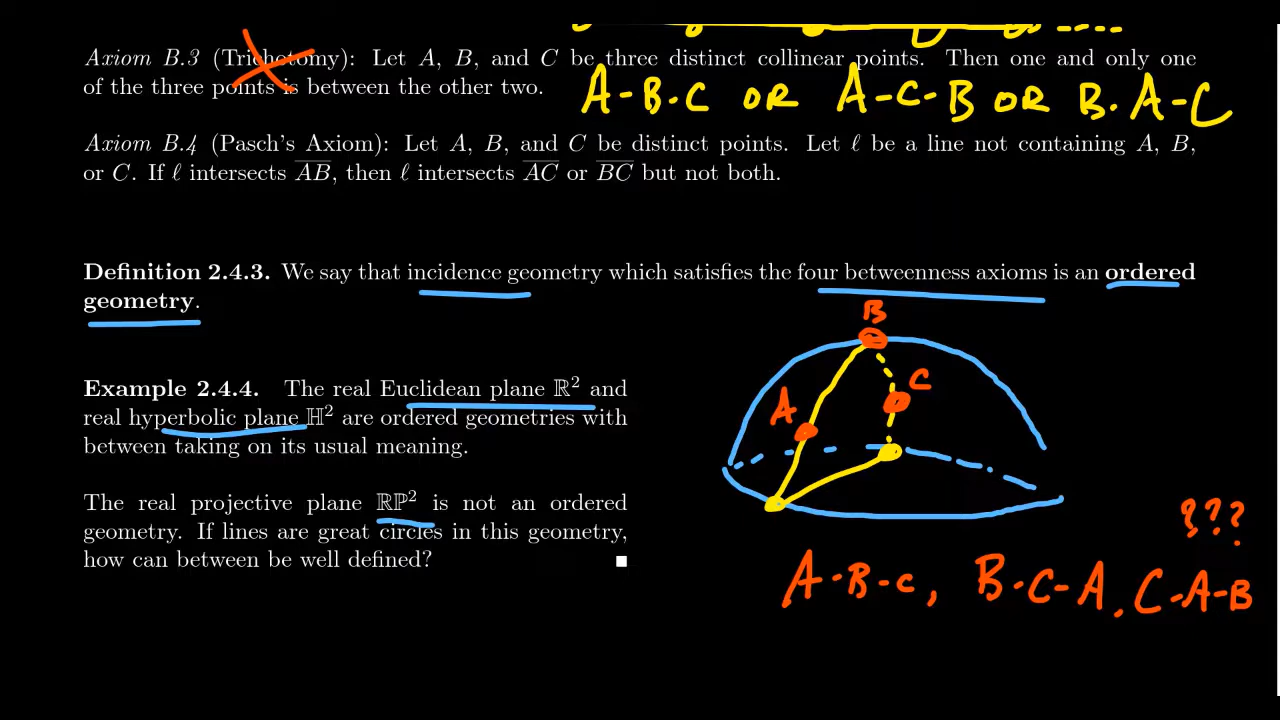 Axiom B.3 (Trichotomy): Let A, B, and C be three distinct collinear points. Then one and only one
of the three points is between the other two.
A-B-C OR A-C-B OR B-A-C
Axiom B.4 (Pasch's Axiom): Let A, B, and C be distinct points. Let ℓ be a line not containing A, B,
or C. If ℓ intersects \overline{AB}, then ℓ intersects \overline{AC} or \overline{BC} but not both.
Definition 2.4.3. We say that incidence geometry which satisfies the four betweenness axioms is an ordered
geometry.
B
C
A
Example 2.4.4. The real Euclidean plane ℝ² and
real hyperbolic plane ℍ² are ordered geometries with
between taking on its usual meaning.
The real projective plane ℝℙ² is not an ordered
geometry. If lines are great circles in this geometry,
how can between be well defined?
???
A-B-C, B-C-A, C-A-B